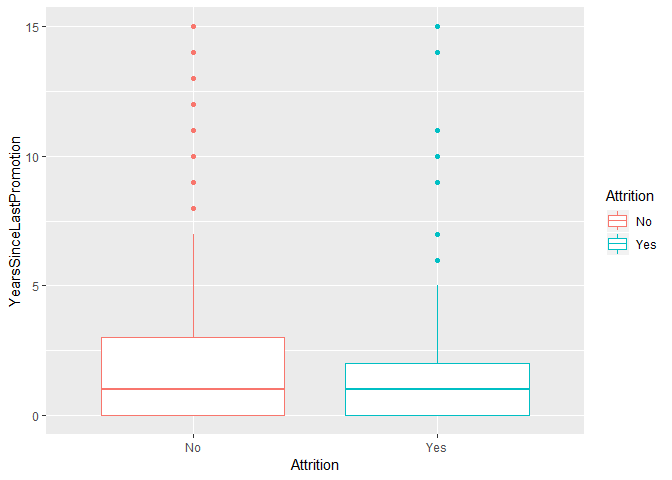 15
10
5
0
YearsSinceLastPromotion
No
Yes
Attrition
Attrition
No
Yes